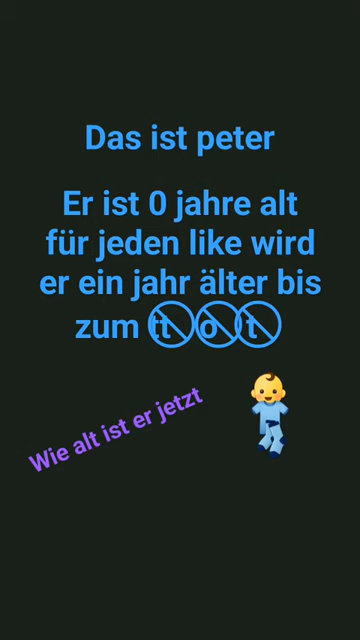 Das ist peter
Er ist 0 jahre alt
für jeden like wird
er ein jahr älter bis
zum tt🚫o🚫t🚫
Wie alt ist er jetzt